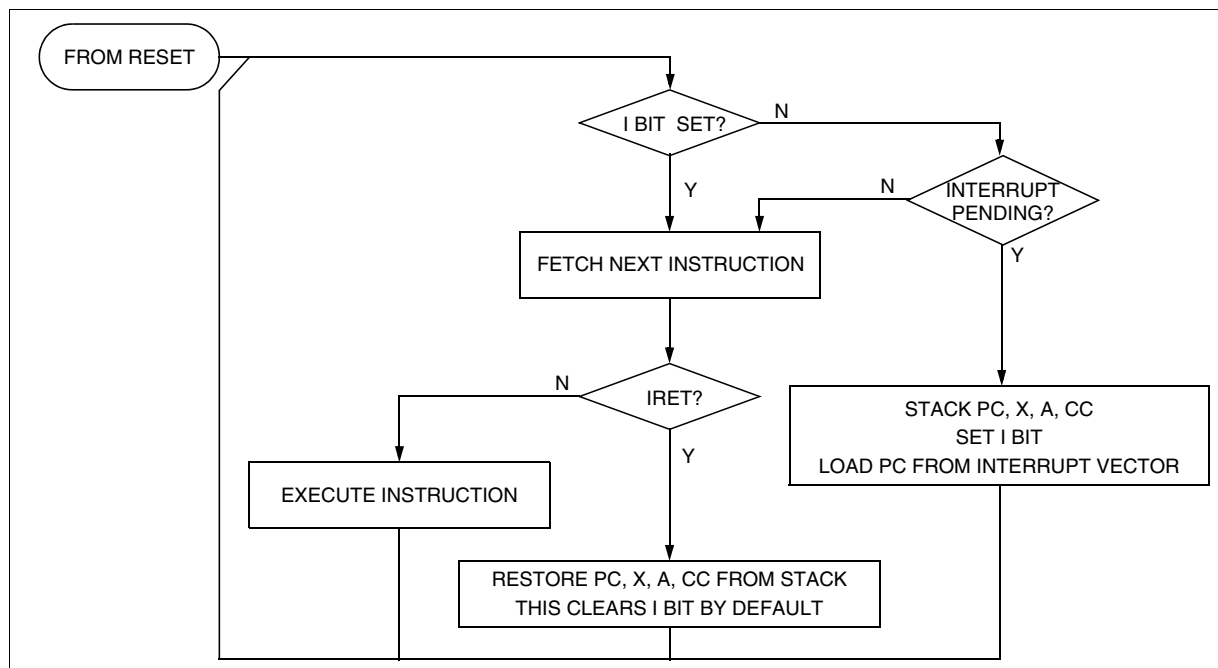 FROM RESET
I BIT SET?
N
Y
N
INTERRUPT
PENDING?
Y
FETCH NEXT INSTRUCTION
N
IRET?
Y
STACK PC, X, A, CC
SET I BIT
LOAD PC FROM INTERRUPT VECTOR
EXECUTE INSTRUCTION
RESTORE PC, X, A, CC FROM STACK
THIS CLEARS I BIT BY DEFAULT